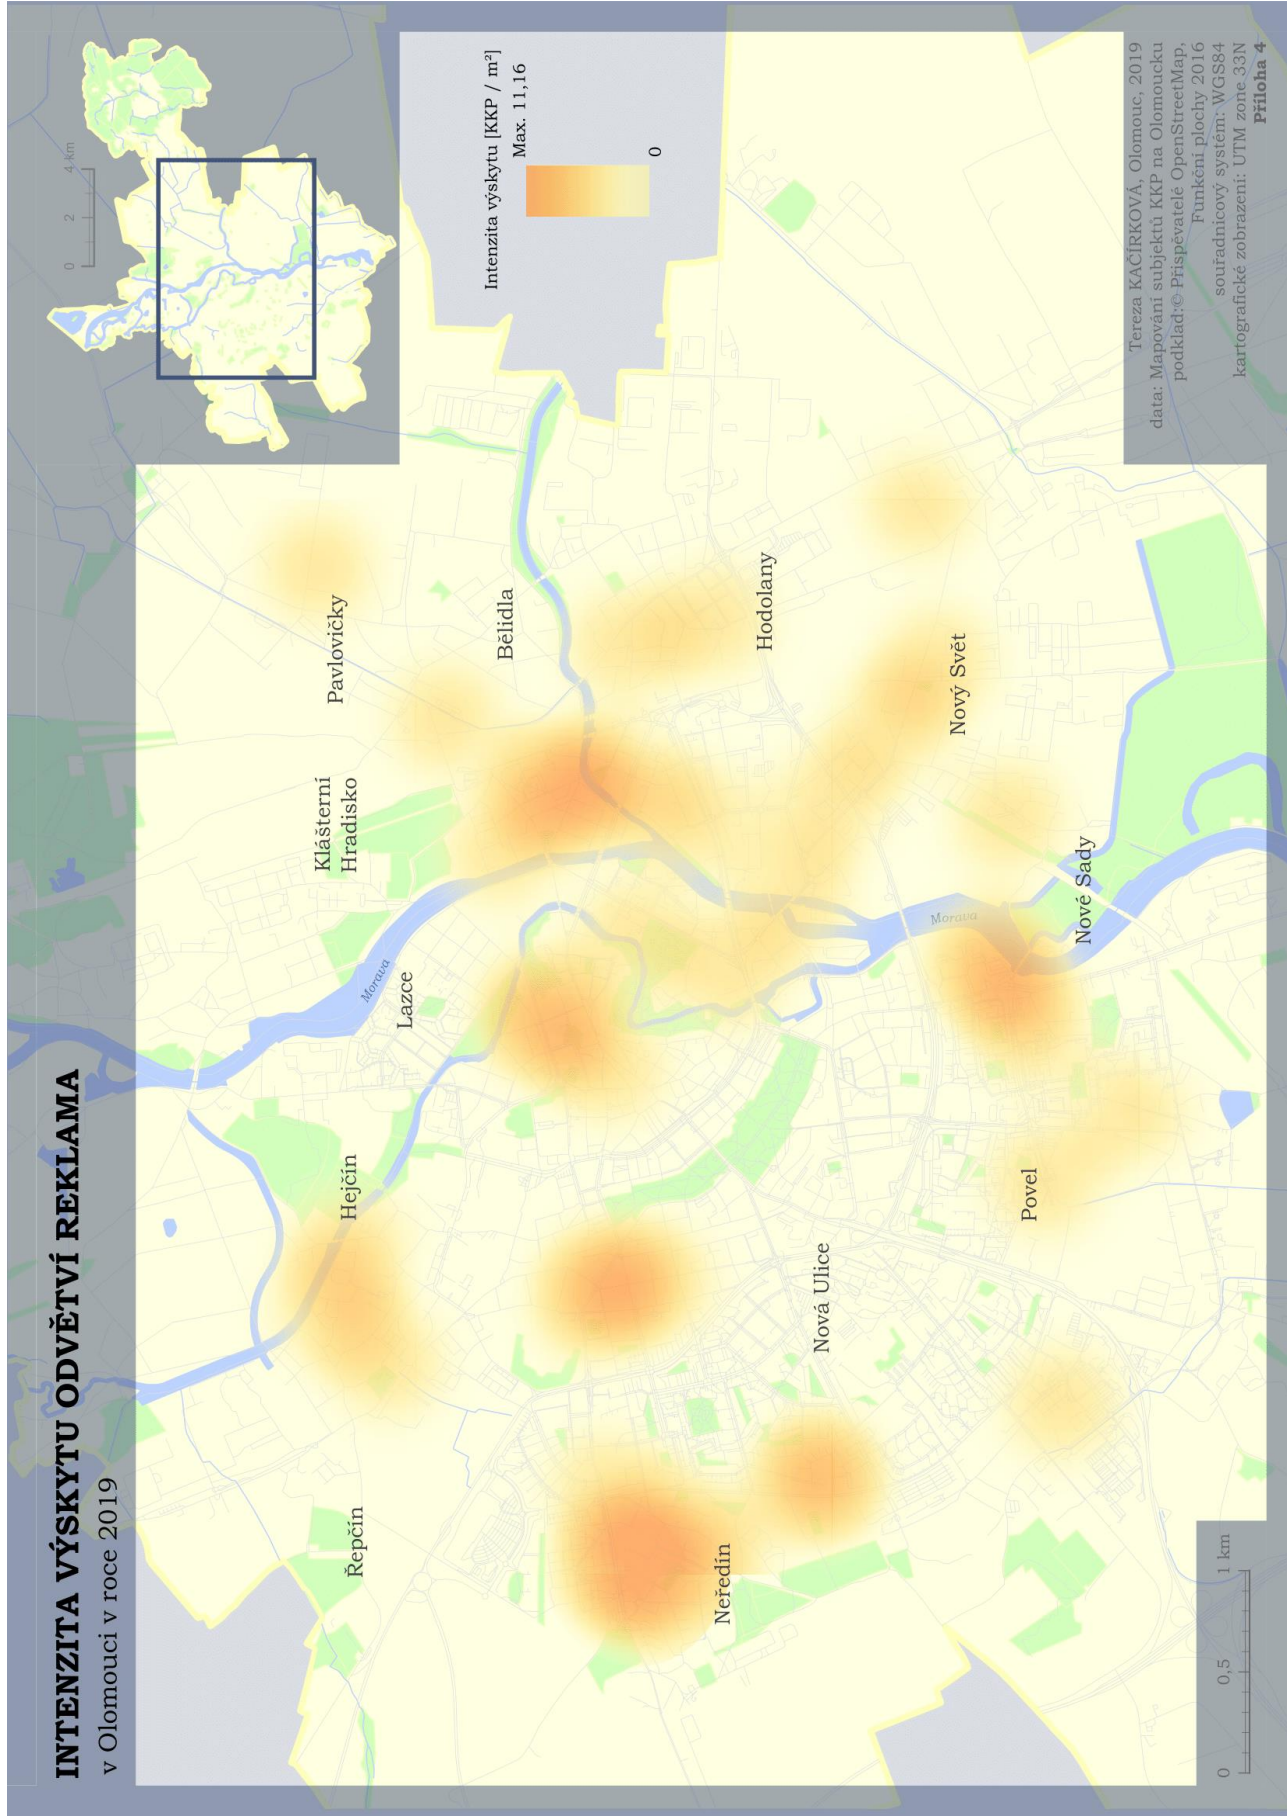 INTENZITA VÝSKYTU ODVĚTVÍ REKLAMA
v Olomouci v roce 2019
0 2 4 km
Intenzita výskytu [KKP / m²]
Max. 11,16
0
Řepčín
Hejčín
Lazce
Morava
Klášterní
Hradisko
Pavlovičky
Bělidla
Hodolany
Neředín
Nová Ulice
Morava
Nový Svět
Povel
Nové Sady
0 0,5 1 km
Tereza KAČÍRKOVÁ, Olomouc, 2019
data: Mapování subjektů KKP na Olomoucku
podklad:© Přispěvatelé OpenStreetMap,
Funkční plochy 2016
souřadnicový systém: WGS84
kartografické zobrazení: UTM zone 33N
Příloha 4